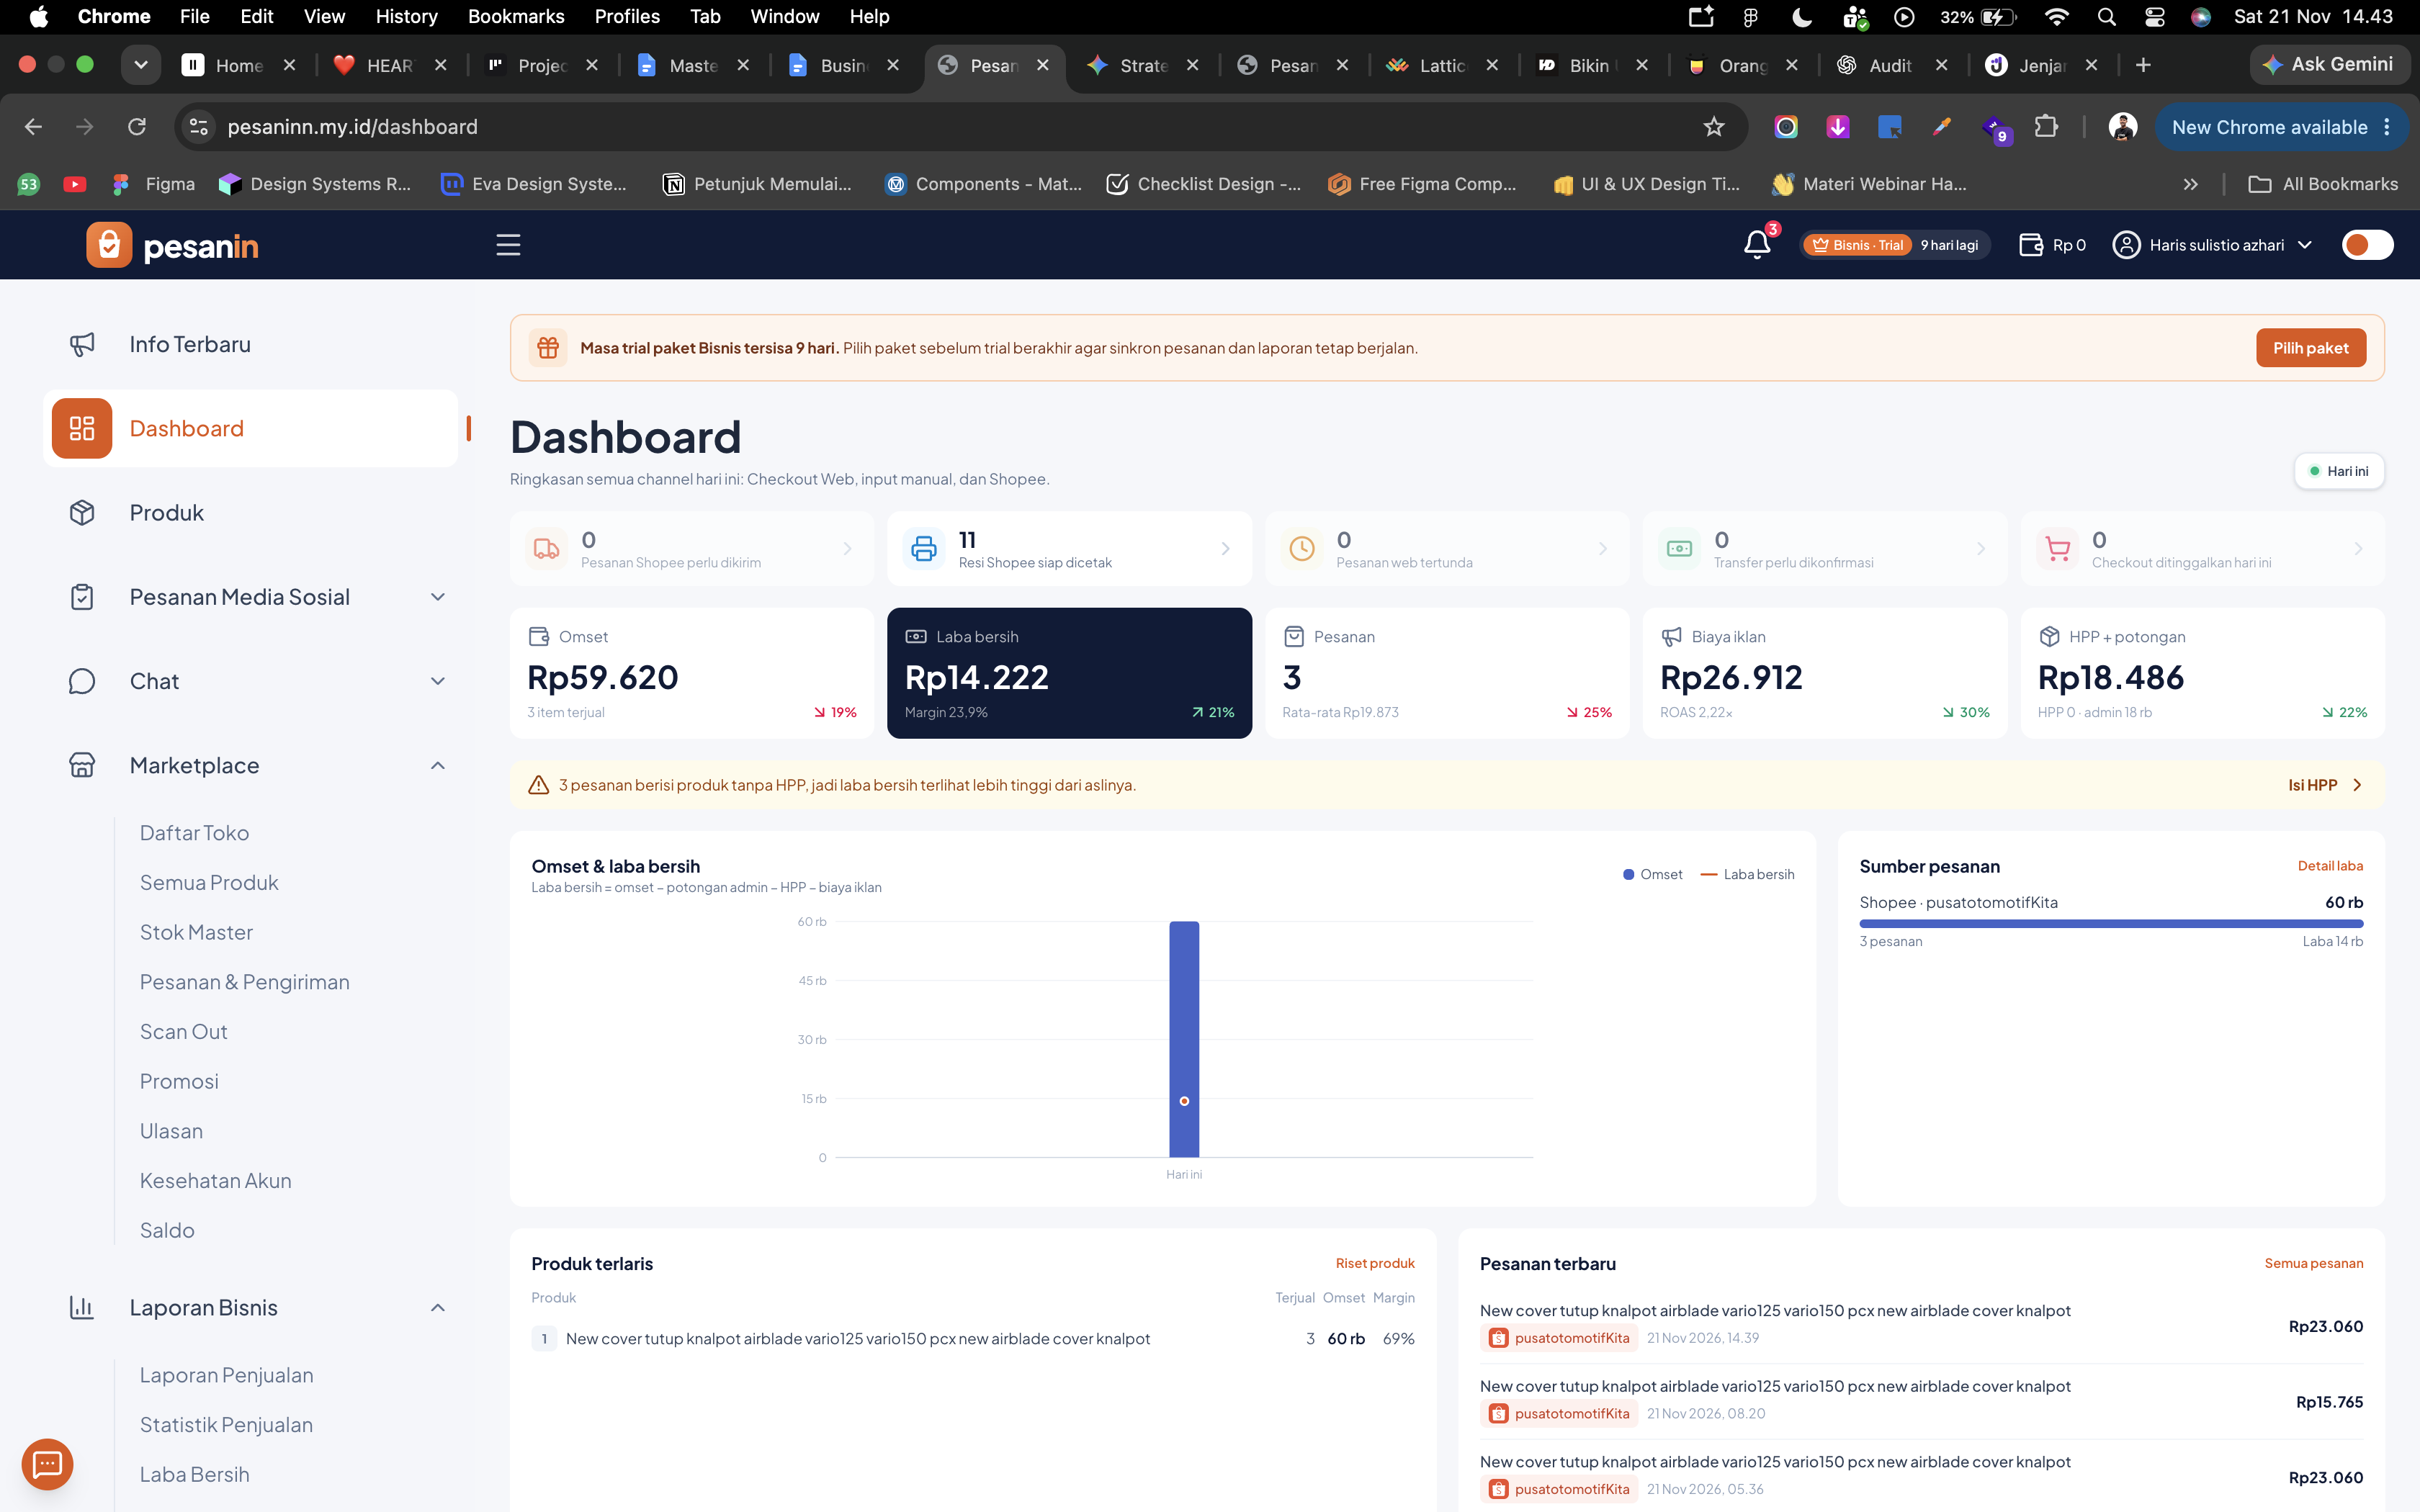 Chrome File Edit View History Bookmarks Profiles Tab Window Help 32% Sat 21 Nov 14.43
Home HEAR Projec Maste Busin Pesan Strate Pesan Lattic Bikin Orang Audit Jenjar Ask Gemini
pesaninn.my.id/dashboard 9 New Chrome available
53 Figma Design Systems R... Eva Design Syste... Petunjuk Memulai... Components - Mat... Checklist Design -... Free Figma Comp... UI & UX Design Ti... Materi Webinar Ha... All Bookmarks
pesanin 3 Bisnis · Trial 9 hari lagi Rp 0 Haris sulistio azhari
Info Terbaru
Dashboard
Produk
Pesanan Media Sosial
Chat
Marketplace
Daftar Toko
Semua Produk
Stok Master
Pesanan & Pengiriman
Scan Out
Promosi
Ulasan
Kesehatan Akun
Saldo
Laporan Bisnis
Laporan Penjualan
Statistik Penjualan
Laba Bersih
Masa trial paket Bisnis tersisa 9 hari. Pilih paket sebelum trial berakhir agar sinkron pesanan dan laporan tetap berjalan. Pilih paket
Dashboard
Ringkasan semua channel hari ini: Checkout Web, input manual, dan Shopee.
Hari ini
0
Pesanan Shopee perlu dikirim
11
Resi Shopee siap dicetak
0
Pesanan web tertunda
0
Transfer perlu dikonfirmasi
0
Checkout ditinggalkan hari ini
Omset
Rp59.620
3 item terjual 19%
Laba bersih
Rp14.222
Margin 23,9% 21%
Pesanan
3
Rata-rata Rp19.873 25%
Biaya iklan
Rp26.912
ROAS 2,22× 30%
HPP + potongan
Rp18.486
HPP 0 · admin 18 rb 22%
3 pesanan berisi produk tanpa HPP, jadi laba bersih terlihat lebih tinggi dari aslinya. Isi HPP
Omset & laba bersih
Laba bersih = omset – potongan admin – HPP – biaya iklan
Omset Laba bersih
60 rb
45 rb
30 rb
15 rb
0
Hari ini
Sumber pesanan Detail laba
Shopee · pusatotomotifKita 60 rb
3 pesanan Laba 14 rb
Produk terlaris Riset produk
Produk Terjual Omset Margin
1 New cover tutup knalpot airblade vario125 vario150 pcx new airblade cover knalpot 3 60 rb 69%
Pesanan terbaru Semua pesanan
New cover tutup knalpot airblade vario125 vario150 pcx new airblade cover knalpot
pusatotomotifKita 21 Nov 2026, 14.39 Rp23.060
New cover tutup knalpot airblade vario125 vario150 pcx new airblade cover knalpot
pusatotomotifKita 21 Nov 2026, 08.20 Rp15.765
New cover tutup knalpot airblade vario125 vario150 pcx new airblade cover knalpot
pusatotomotifKita 21 Nov 2026, 05.36 Rp23.060